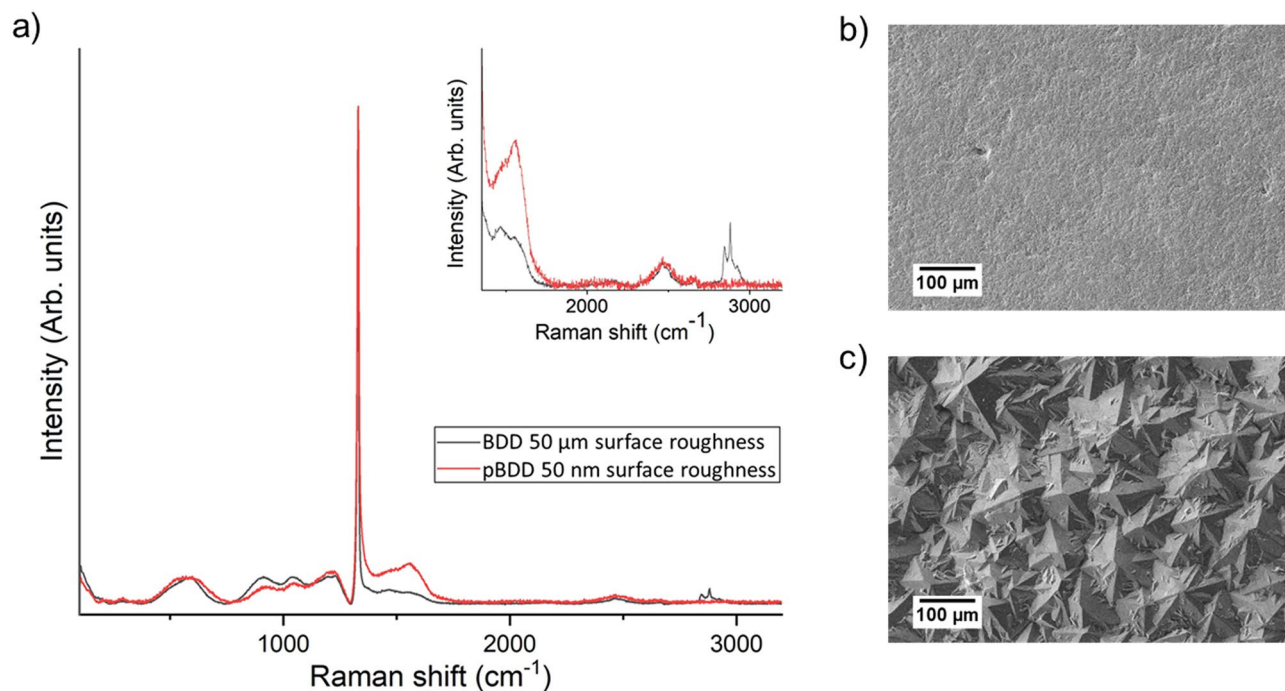 a)
Intensity (Arb. units)
1000
2000
3000
Raman shift (cm⁻¹)
Intensity (Arb. units)
2000
3000
Raman shift (cm⁻¹)
BDD 50 µm surface roughness
pBDD 50 nm surface roughness
b)
100 µm
c)
100 µm